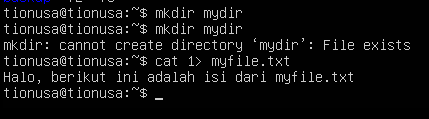 tionusa@tionusa:~$ mkdir mydir
tionusa@tionusa:~$ mkdir mydir
mkdir: cannot create directory ‘mydir’: File exists
tionusa@tionusa:~$ cat 1> myfile.txt
Halo, berikut ini adalah isi dari myfile.txt
tionusa@tionusa:~$ _